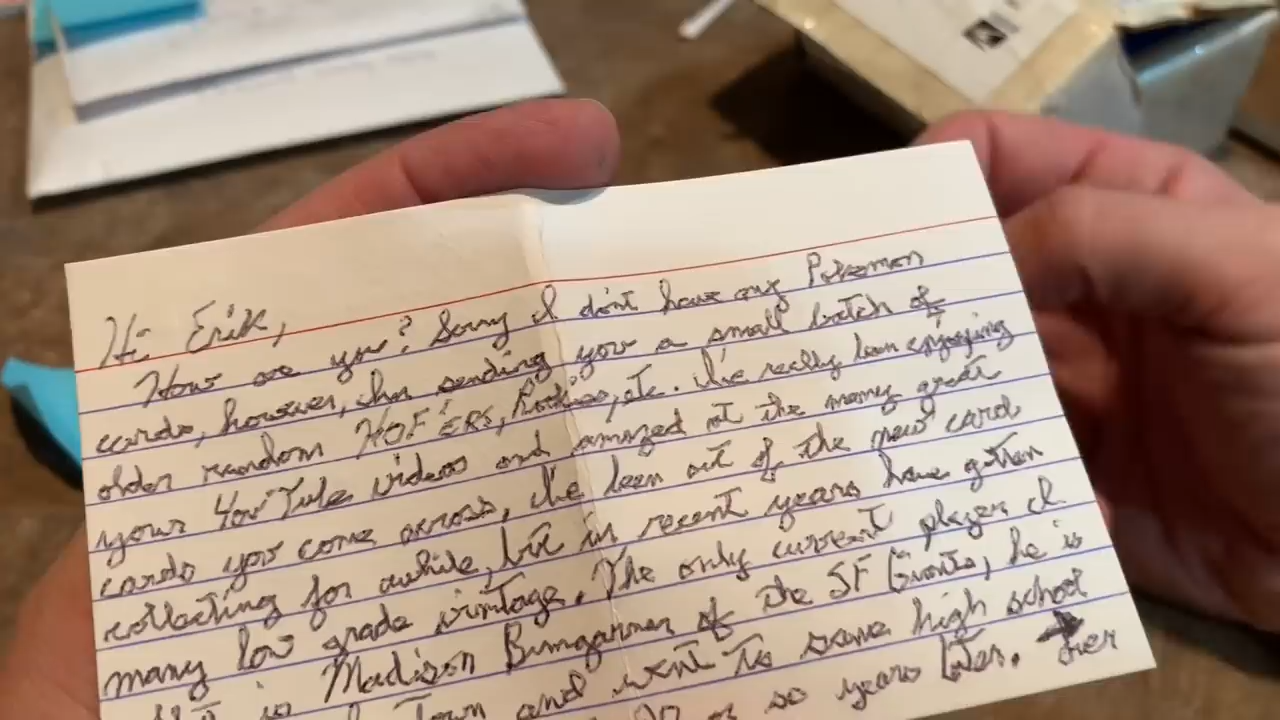 Hi Erik,
How are you? Sorry I don't have any Pokemon
cards, however, I'm sending you a small batch of
older random HOF'ERS, Rookies, etc. I've really been enjoying
your YouTube videos and amazed at the many great
cards you come across, I've been out of the new card
collecting for awhile, but in recent years have gotten
many low grade vintage. The only current player I
is Madison Bumgarner of the SF Giants, he is
Town and went to same high school
or so years later.